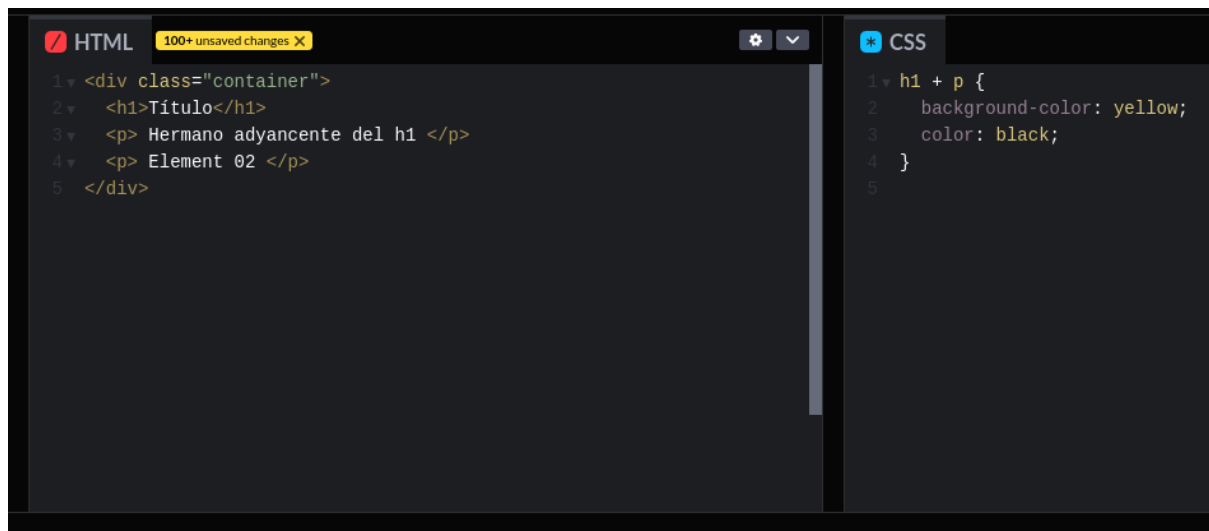 HTML 100+ unsaved changes X
1 <div class="container">
2 <h1>Título</h1>
3 <p> Hermano adyancente del h1 </p>
4 <p> Element 02 </p>
5 </div>
CSS
1 h1 + p {
2 background-color: yellow;
3 color: black;
4 }
5